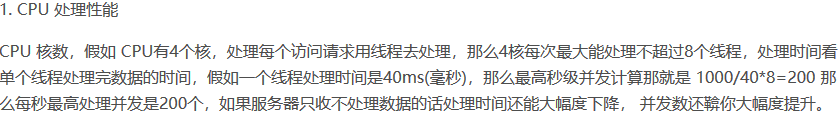 1. CPU 处理性能
CPU 核数，假如 CPU有4个核，处理每个访问请求用线程去处理，那么4核每次最大能处理不超过8个线程，处理时间看
单个线程处理完数据的时间，假如一个线程处理时间是40ms(毫秒)，那么最高秒级并发计算那就是 1000/40*8=200 那
么每秒最高处理并发是200个，如果服务器只收不处理数据的话处理时间还能大幅度下降， 并发数还能你大幅度提升。